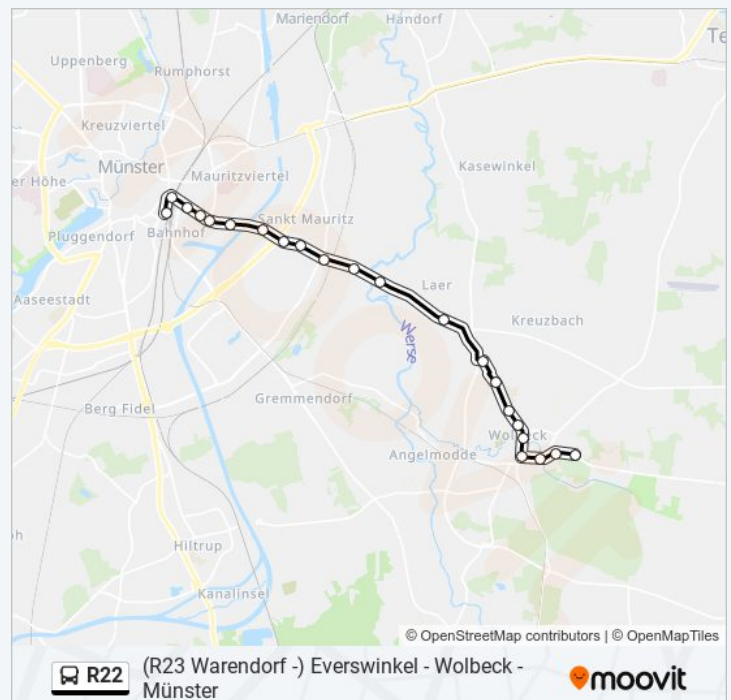 Mariendorf
Handorf
Te
Uppenberg
Rumphorst
Kreuzviertel
Münster
Kasewinkel
er Höhe
Mauritzviertel
Sankt Mauritz
Pluggendorf
Bahnhof
Laer
Aaseestadt
Kreuzbach
Werse
Berg Fidel
Gremmendorf
Wolbeck
Angelmodde
h
Hiltrup
Kanalinsel
© OpenStreetMap contributors | © OpenMapTiles
R22
(R23 Warendorf -) Everswinkel - Wolbeck -
Münster
moovit